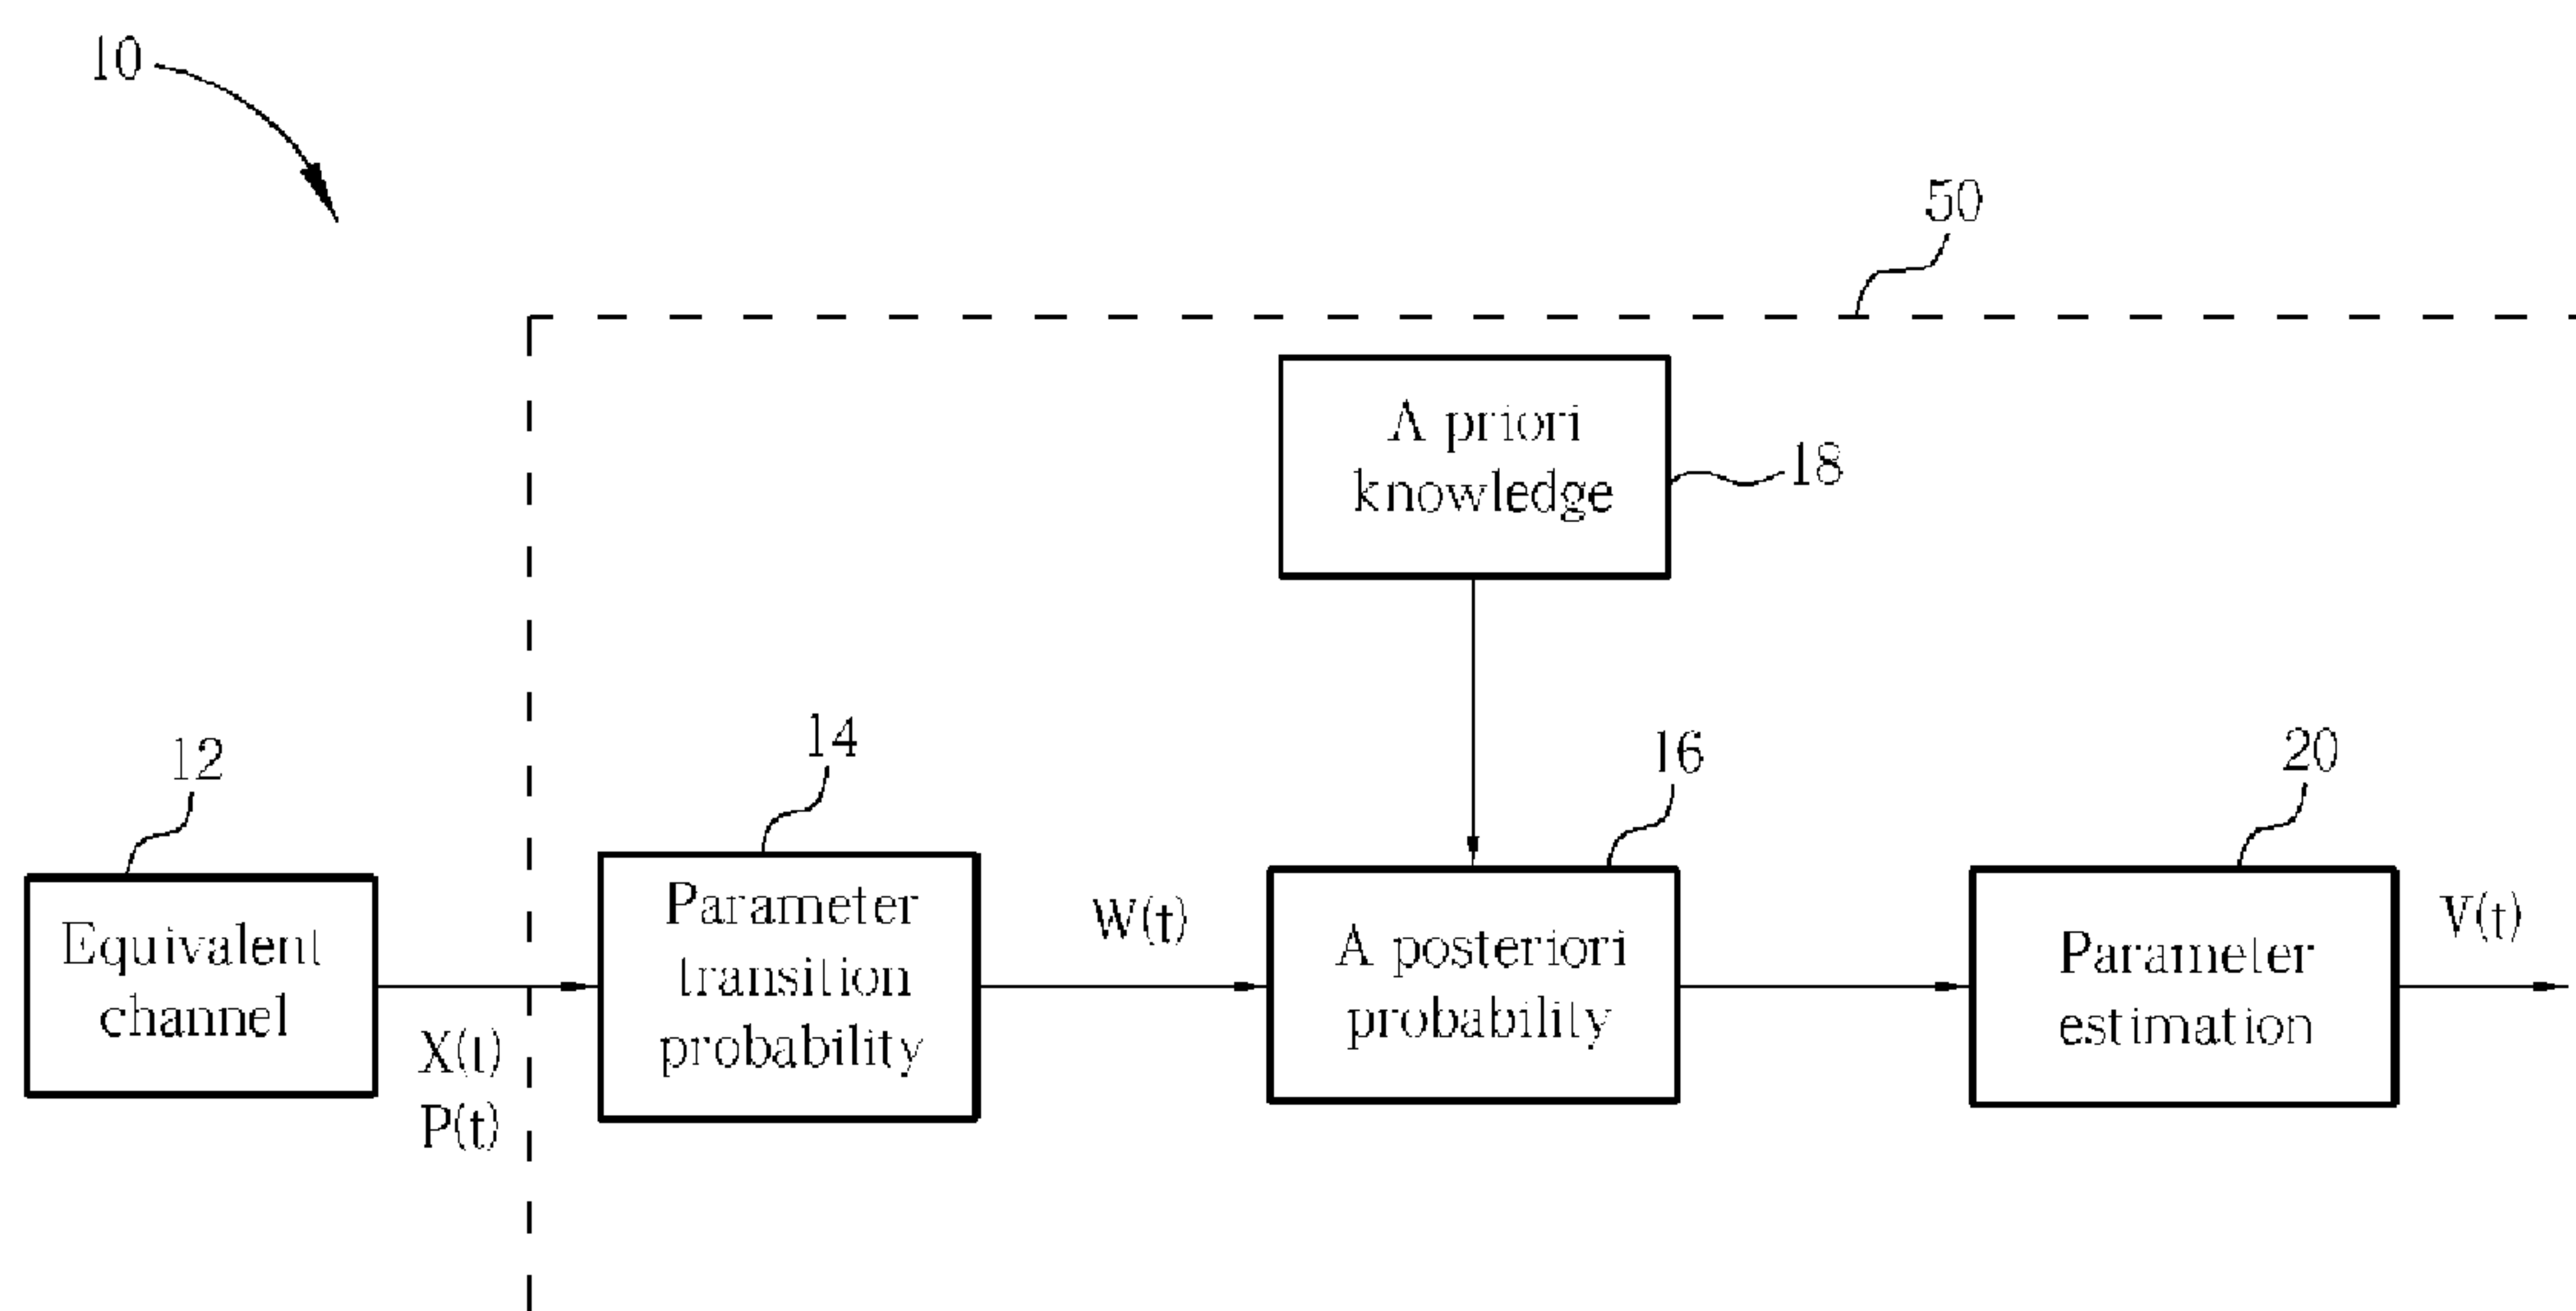 10
50
A priori
knowledge
18
12
14
16
20
Equivalent
channel
X(t)
P(t)
Parameter
transition
probability
W(t)
A posteriori
probability
Parameter
estimation
V(t)